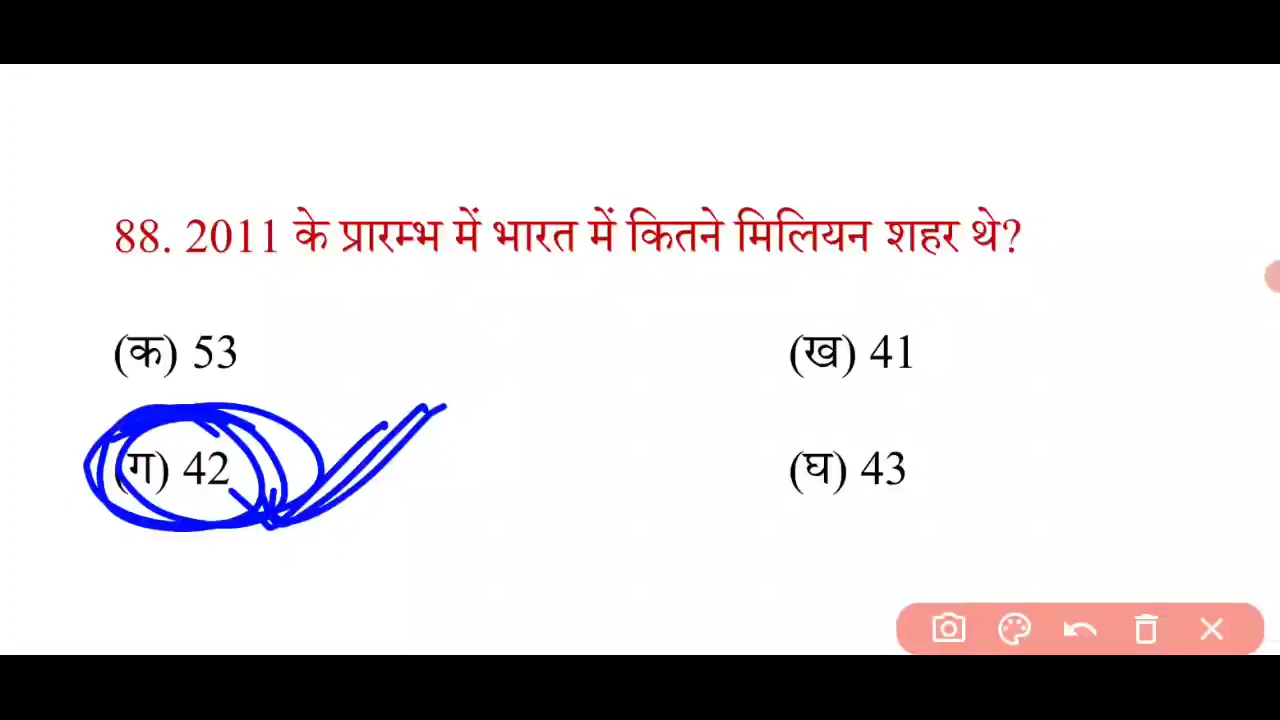 88. 2011 के प्रारम्भ में भारत में कितने मिलियन शहर थे?
(क) 53 (ख) 41
(ग) 42 (घ) 43